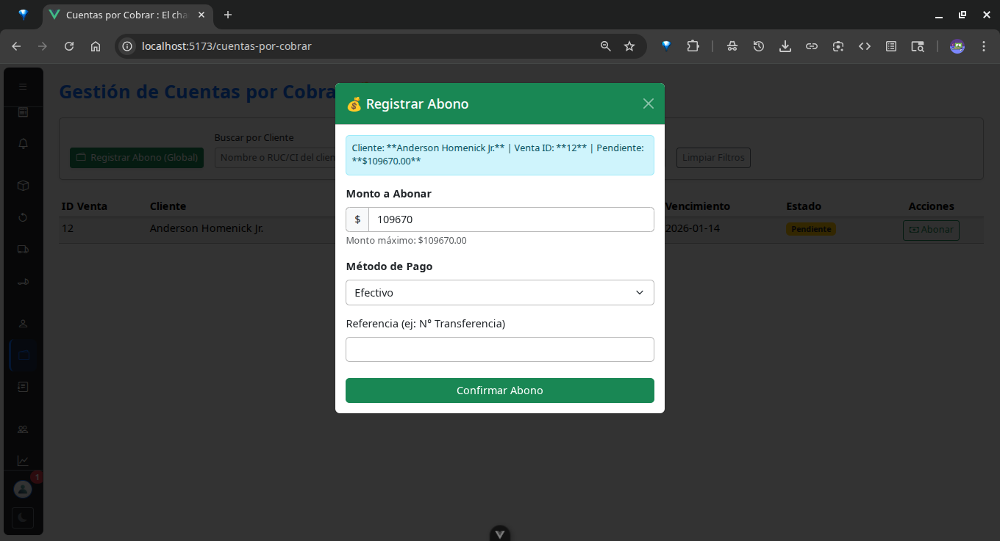 Cuentas por Cobrar : El cha
localhost:5173/cuentas-por-cobrar
Gestión de Cuentas por Cobra
Buscar por Cliente
Registrar Abono (Global)
Nombre o RUC/CI del clien
Limpiar Filtros
ID Venta
Cliente
Vencimiento
Estado
Acciones
12
Anderson Homenick Jr.
2026-01-14
Pendiente
Abonar
1
💰 Registrar Abono
Cliente: **Anderson Homenick Jr.** | Venta ID: **12** | Pendiente:
**$109670.00**
Monto a Abonar
$ 109670
Monto máximo: $109670.00
Método de Pago
Efectivo
Referencia (ej: N° Transferencia)
Confirmar Abono